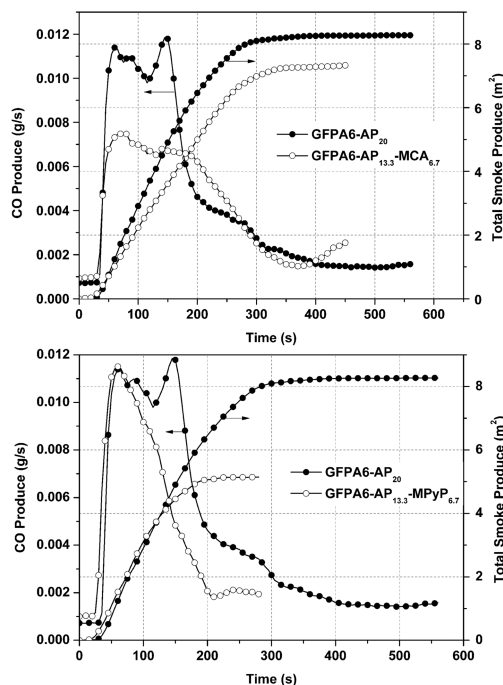 0.012
0.010
0.008
0.006
0.004
0.002
0.000
CO Produce (g/s)
8
6
4
2
0
Total Smoke Produce (m²)
GFPA6-AP₂₀
GFPA6-AP₁₃.₃-MCA₆.₇
0 100 200 300 400 500 600
Time (s)
0.012
0.010
0.008
0.006
0.004
0.002
0.000
CO Produce (g/s)
8
6
4
2
0
Total Smoke Produce (m²)
GFPA6-AP₂₀
GFPA6-AP₁₃.₃-MPyP₆.₇
0 100 200 300 400 500 600
Time (s)